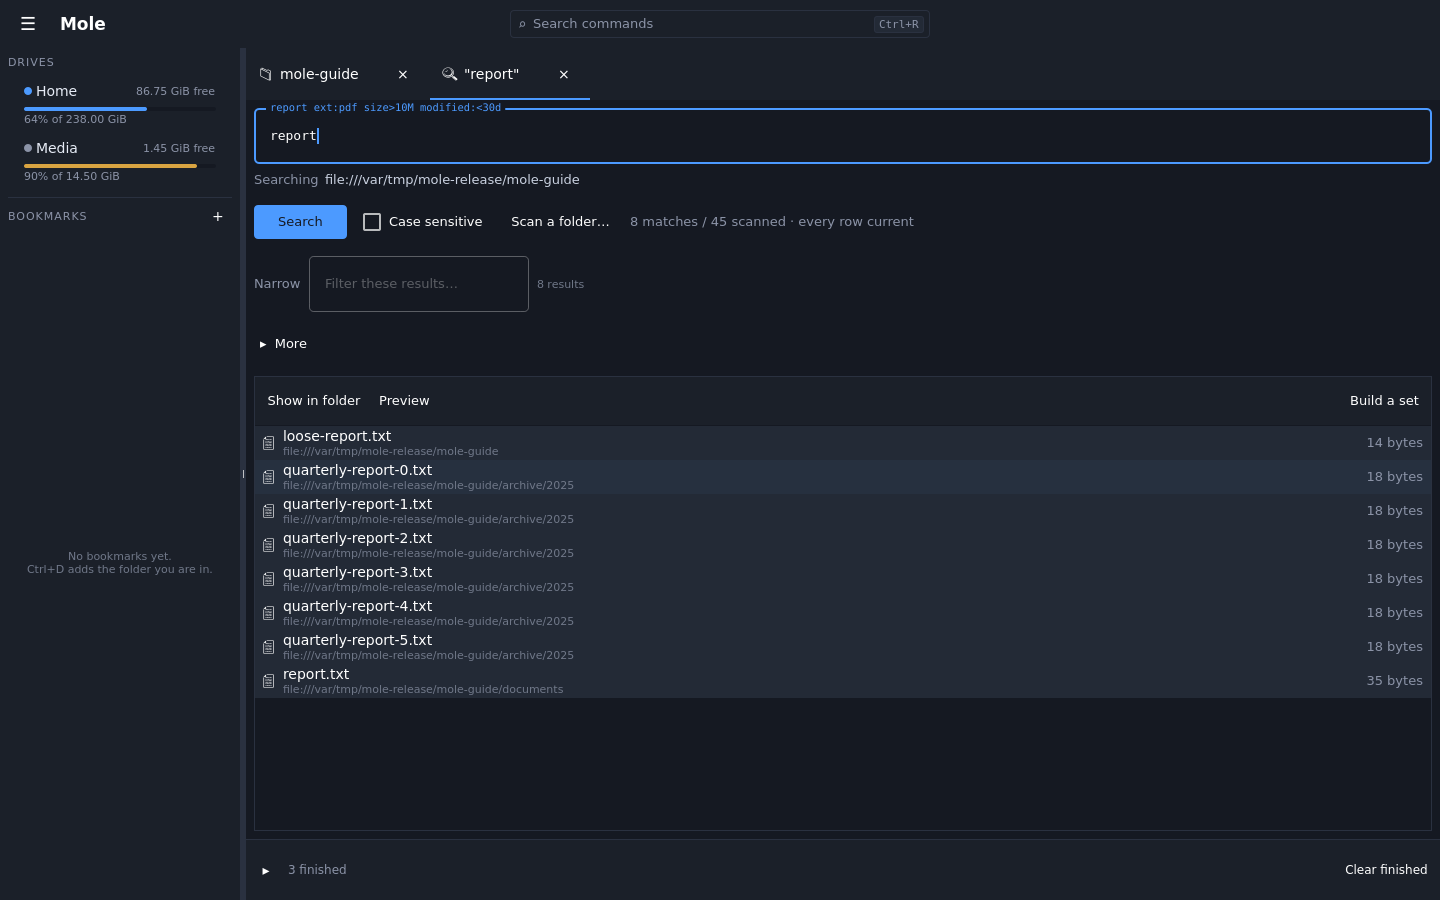 Mole
Search commands
Ctrl+R
DRIVES
Home
86.75 GiB free
64% of 238.00 GiB
Media
1.45 GiB free
90% of 14.50 GiB
BOOKMARKS
+
No bookmarks yet.
Ctrl+D adds the folder you are in.
mole-guide
"report"
report ext:pdf size>10M modified:<30d
report
Searching file:///var/tmp/mole-release/mole-guide
Search
Case sensitive
Scan a folder…
8 matches / 45 scanned · every row current
Narrow
Filter these results…
8 results
More
Show in folder
Preview
Build a set
loose-report.txt
file:///var/tmp/mole-release/mole-guide
14 bytes
quarterly-report-0.txt
file:///var/tmp/mole-release/mole-guide/archive/2025
18 bytes
quarterly-report-1.txt
file:///var/tmp/mole-release/mole-guide/archive/2025
18 bytes
quarterly-report-2.txt
file:///var/tmp/mole-release/mole-guide/archive/2025
18 bytes
quarterly-report-3.txt
file:///var/tmp/mole-release/mole-guide/archive/2025
18 bytes
quarterly-report-4.txt
file:///var/tmp/mole-release/mole-guide/archive/2025
18 bytes
quarterly-report-5.txt
file:///var/tmp/mole-release/mole-guide/archive/2025
18 bytes
report.txt
file:///var/tmp/mole-release/mole-guide/documents
35 bytes
3 finished
Clear finished